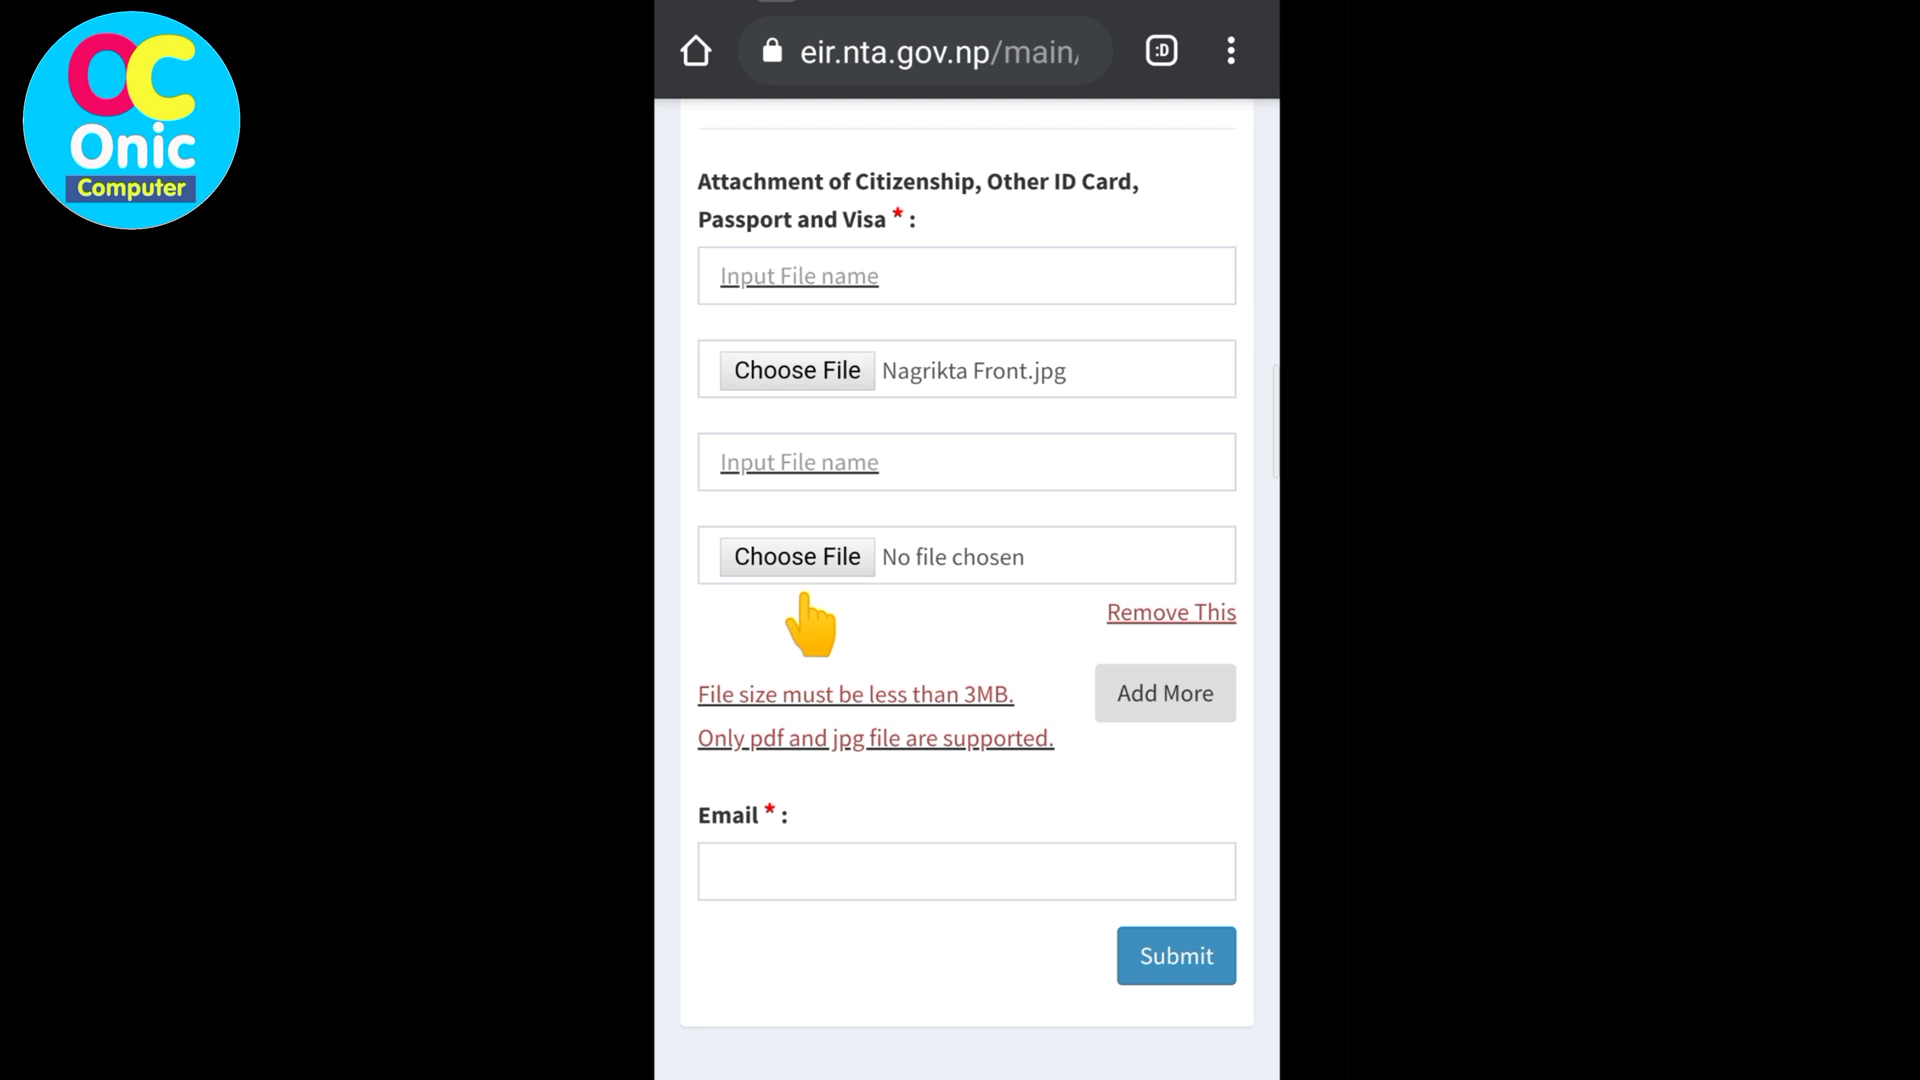 OC
Onic
Computer
eir.nta.gov.np/main/
:D
Attachment of Citizenship, Other ID Card,
Passport and Visa * :
Input File name
Choose File Nagrikta Front.jpg
Input File name
Choose File No file chosen
Remove This
File size must be less than 3MB.
Add More
Only pdf and jpg file are supported.
Email * :
Submit